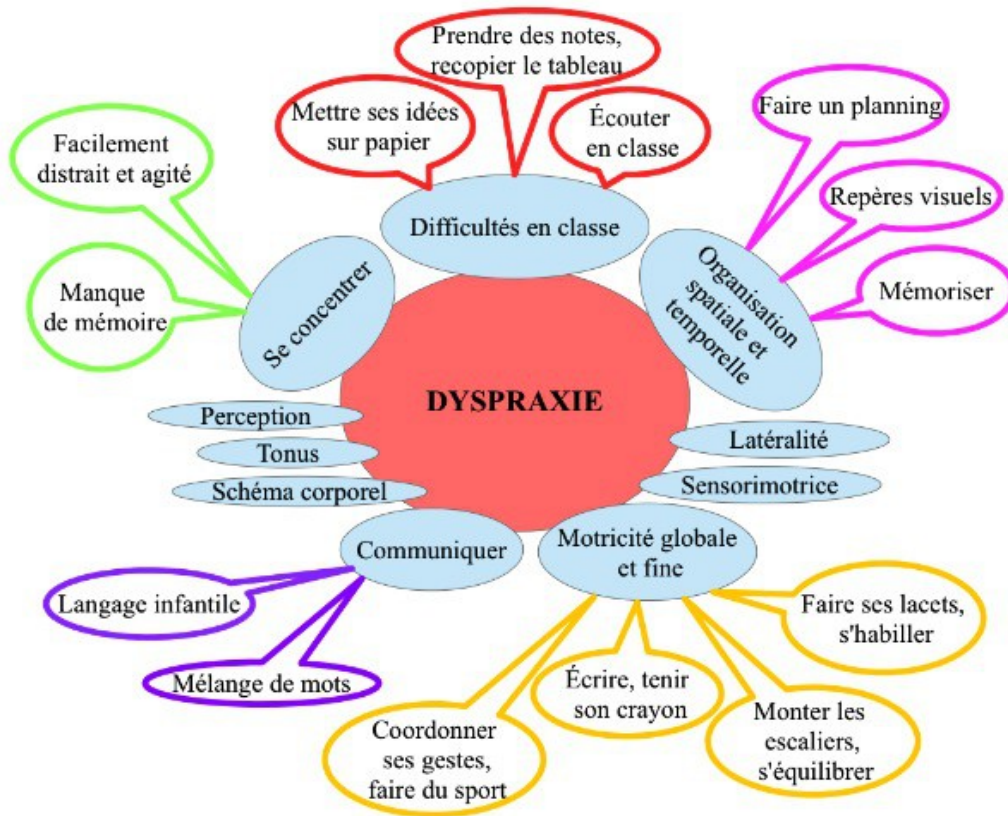 Prendre des notes,
recopier le tableau
Mettre ses idées
sur papier
Écouter
en classe
Faire un planning
Facilement
distrait et agité
Repères visuels
Difficultés en classe
Manque
de mémoire
Se concentrer
Organisation
spatiale et
temporelle
Mémoriser
DYSPRAXIE
Perception
Tonus
Schéma corporel
Latéralité
Sensorimotrice
Communiquer
Motricité globale
et fine
Langage infantile
Mélange de mots
Coordonner
ses gestes,
faire du sport
Écrire, tenir
son crayon
Monter les
escaliers,
s'équilibrer
Faire ses lacets,
s'habiller